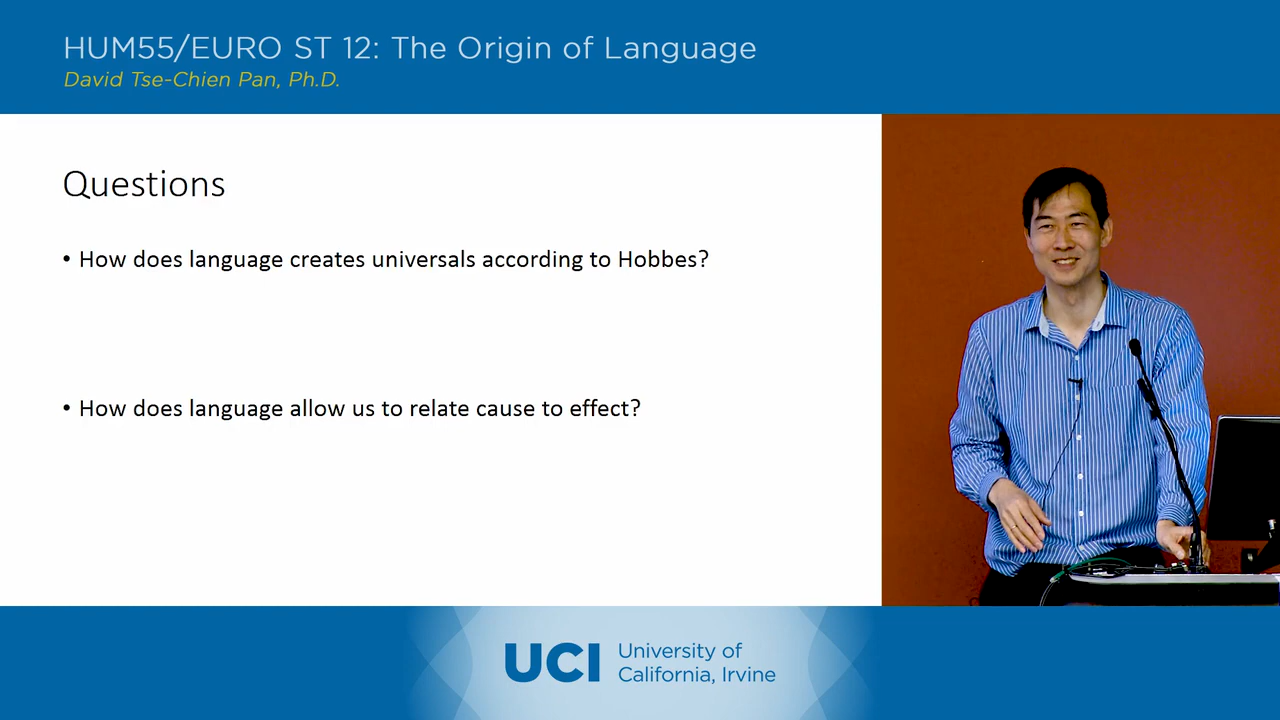 HUM55/EURO ST 12: The Origin of Language
David Tse-Chien Pan, Ph.D.
Questions
• How does language creates universals according to Hobbes?
• How does language allow us to relate cause to effect?
UCI University of
California, Irvine